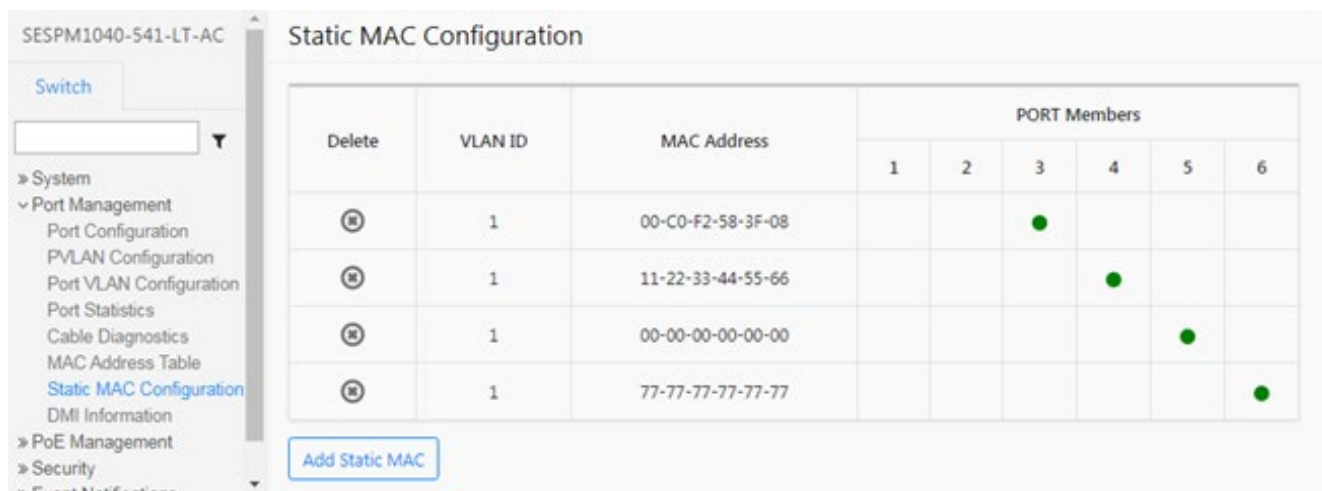 SESPM1040-541-LT-AC
Switch
» System
Port Management
Port Configuration
PVLAN Configuration
Port VLAN Configuration
Port Statistics
Cable Diagnostics
MAC Address Table
Static MAC Configuration
DMI Information
» PoE Management
» Security
» Event Notifications
Static MAC Configuration
Delete VLAN ID MAC Address PORT Members
1 2 3 4 5 6
1 00-C0-F2-58-3F-08
1 11-22-33-44-55-66
1 00-00-00-00-00-00
1 77-77-77-77-77-77
Add Static MAC